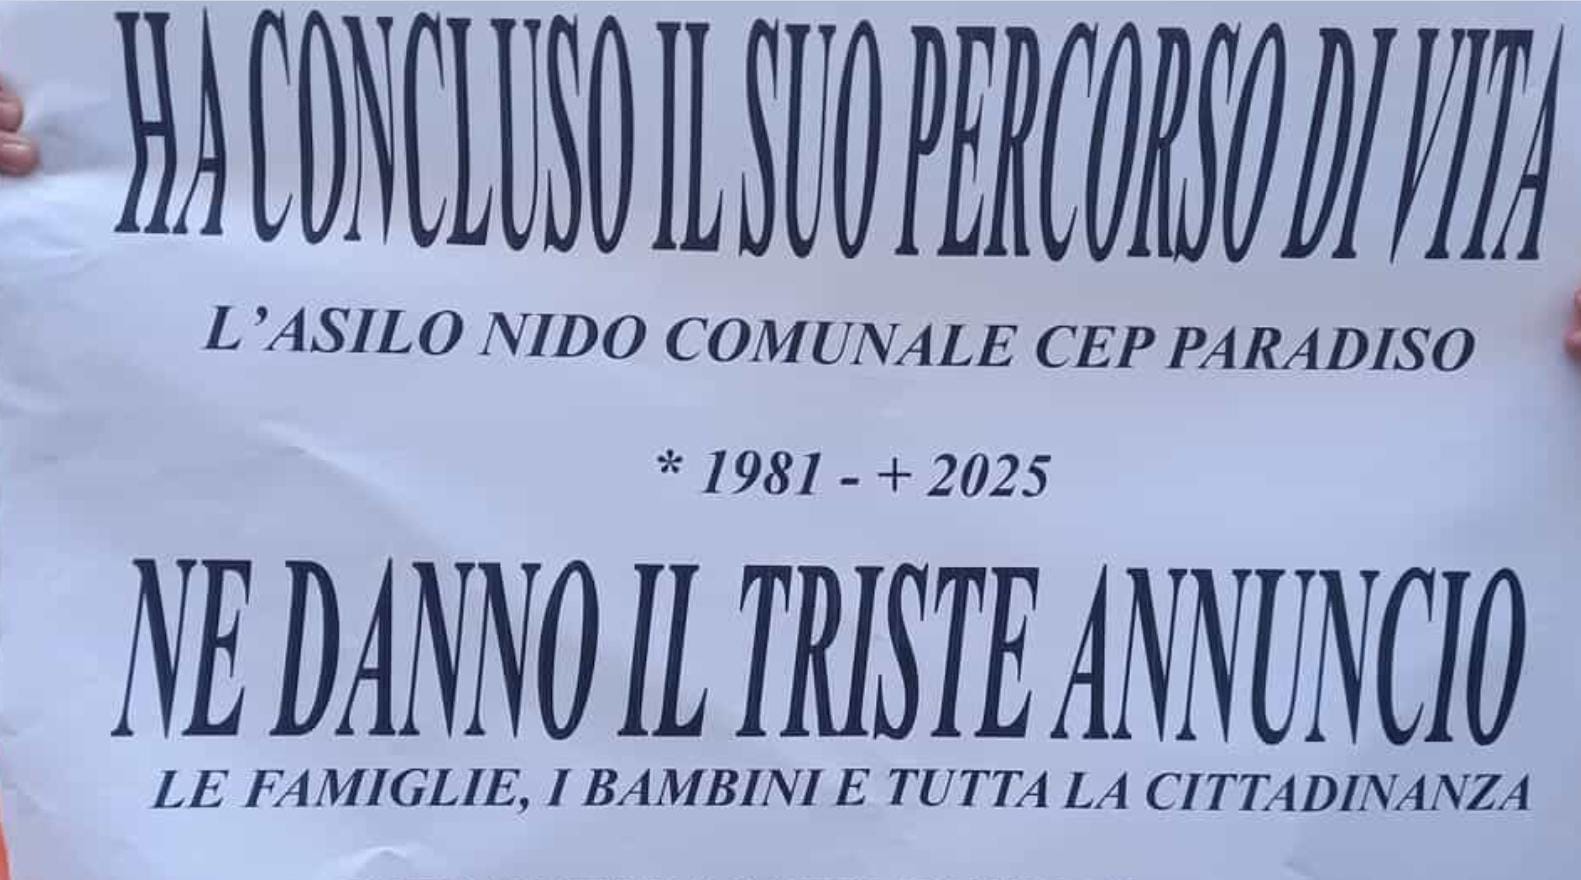 HA CONCLUSO IL SUO PERCORSO DI VITA
L'ASILO NIDO COMUNALE CEP PARADISO
* 1981 - + 2025
NE DANNO IL TRISTE ANNUNCIO
LE FAMIGLIE, I BAMBINI E TUTTA LA CITTADINANZA